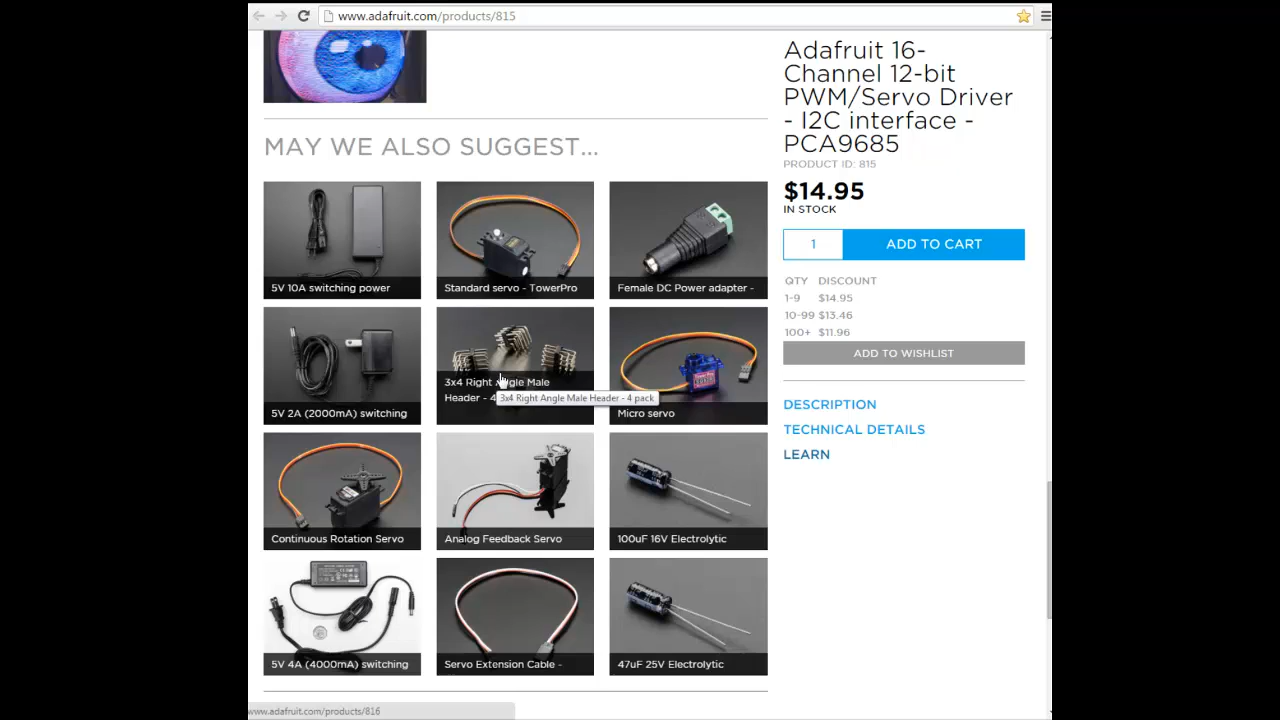 www.adafruit.com/products/815
Adafruit 16-
Channel 12-bit
PWM/Servo Driver
- I2C interface -
PCA9685
PRODUCT ID: 815
$14.95
IN STOCK
1
ADD TO CART
QTY DISCOUNT
1-9 $14.95
10-99 $13.46
100+ $11.96
ADD TO WISHLIST
DESCRIPTION
TECHNICAL DETAILS
LEARN
MAY WE ALSO SUGGEST...
5V 10A switching power
Standard servo - TowerPro
Female DC Power adapter -
5V 2A (2000mA) switching
3x4 Right Angle Male
Header - 4
3x4 Right Angle Male Header - 4 pack
Micro servo
Continuous Rotation Servo
Analog Feedback Servo
100uF 16V Electrolytic
5V 4A (4000mA) switching
Servo Extension Cable -
47uF 25V Electrolytic
www.adafruit.com/products/816